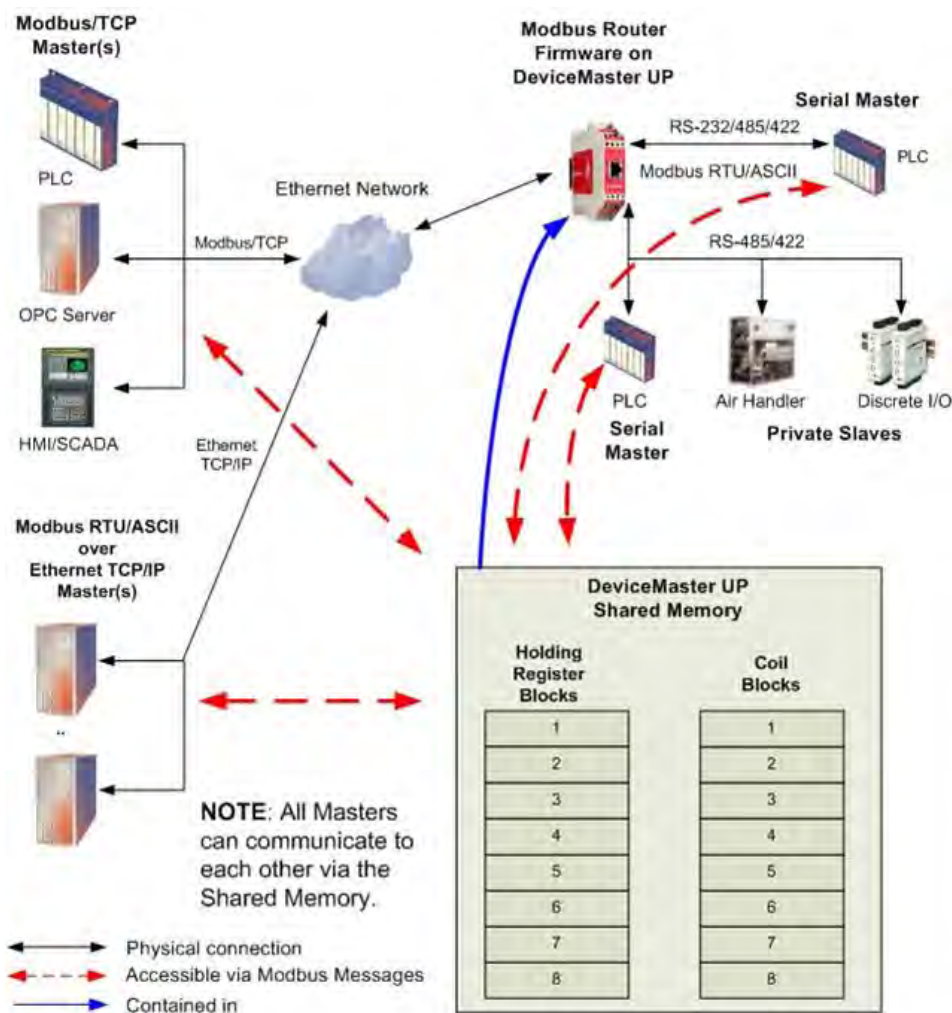 Modbus/TCP
Master(s)
PLC
OPC Server
HMI/SCADA
Modbus/TCP
Ethernet Network
Ethernet
TCP/IP
Modbus Router
Firmware on
DeviceMaster UP
Serial Master
RS-232/485/422
PLC
Modbus RTU/ASCII
RS-485/422
PLC
Serial
Master
Air Handler
Discrete I/O
Private Slaves
Modbus RTU/ASCII
over
Ethernet TCP/IP
Master(s)
..
DeviceMaster UP
Shared Memory
Holding
Register
Blocks
1
2
3
4
5
6
7
8
Coil
Blocks
1
2
3
4
5
6
7
8
NOTE: All Masters
can communicate to
each other via the
Shared Memory.
Physical connection
Accessible via Modbus Messages
Contained in